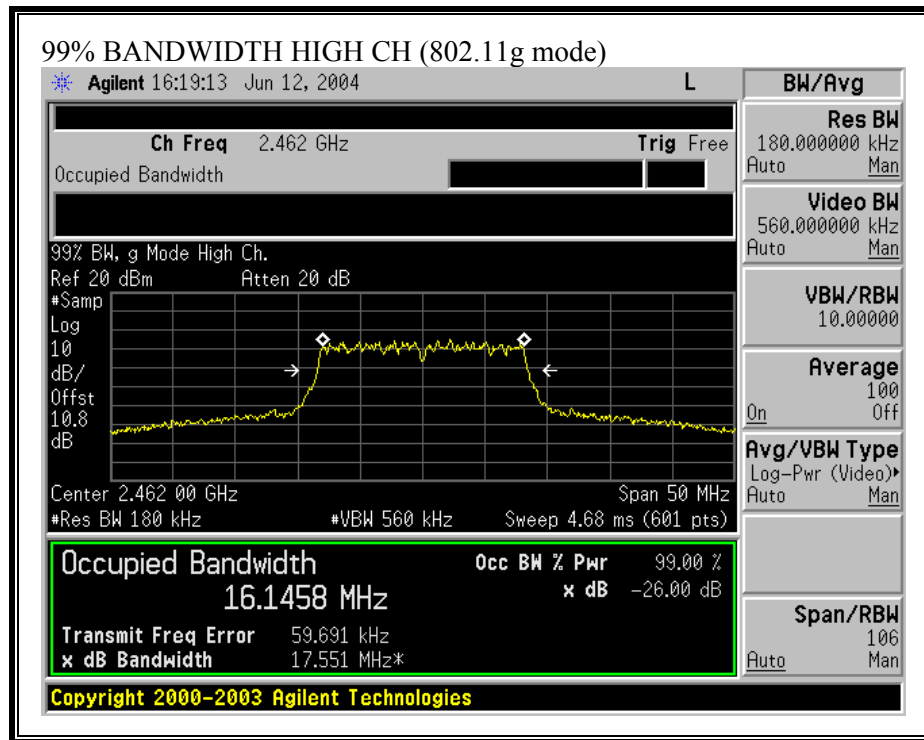 99% BANDWIDTH HIGH CH (802.11g mode)
Agilent 16:19:13 Jun 12, 2004 L
BW/Avg
Ch Freq 2.462 GHz Trig Free
Occupied Bandwidth
Res BW
180.000000 kHz
Auto Man
Video BW
560.000000 kHz
Auto Man
VBW/RBW
10.00000
Average
100
On Off
Avg/VBW Type
Log-Pwr (Video)
Auto Man
Span/RBW
106
Auto Man
99% BW, g Mode High Ch.
Ref 20 dBm Atten 20 dB
#Samp
Log
10
dB/
Offst
10.8
dB
Center 2.462 00 GHz Span 50 MHz
#Res BW 180 kHz #VBW 560 kHz Sweep 4.68 ms (601 pts)
Occupied Bandwidth
16.1458 MHz
Occ BW % Pwr 99.00 %
x dB -26.00 dB
Transmit Freq Error 59.691 kHz
x dB Bandwidth 17.551 MHz*
Copyright 2000-2003 Agilent Technologies